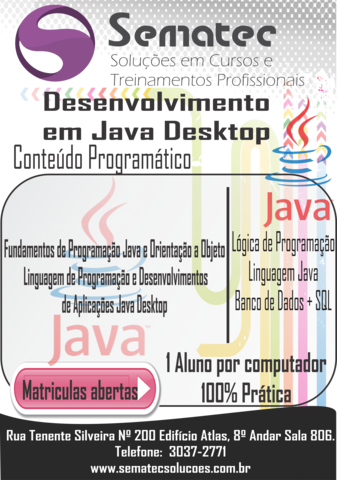 Sematec
Soluções em Cursos e
Treinamentos Profissionais
Desenvolvimento
em Java Desktop
Conteúdo Programático
Fundamentos de Programação Java e Orientação a Objeto
Linguagem de Programação e Desenvolvimentos
de Aplicações Java Desktop
Java
Java
Lógica de Programação
Linguagem Java
Banco de Dados + SQL
1 Aluno por computador
100% Prática
Matriculas abertas
Rua Tenente Silveira Nº 200 Edifício Atlas, 8º Andar Sala 806.
Telefone: 3037-2771
www.sematecsolucoes.com.br